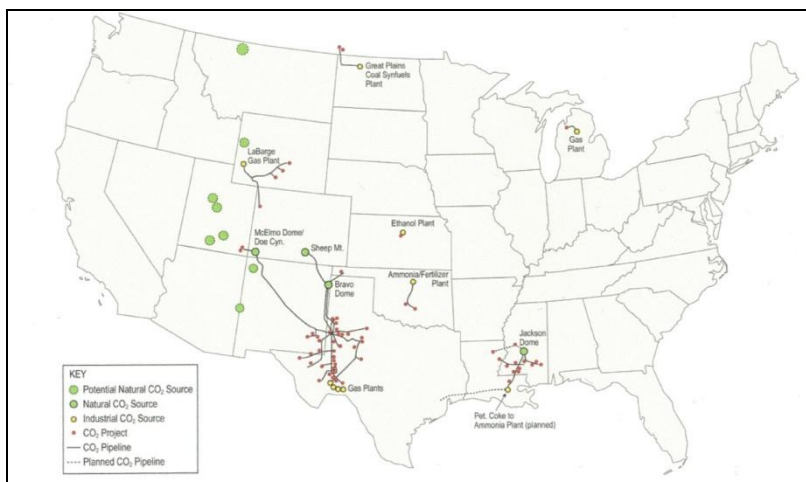 Great Plains
Coal Synfuels
Plant
Gas
Plant
LaBarge
Gas Plant
McElmo Dome/
Doe Cyn.
Sheep Mt.
Ethanol Plant
Bravo
Dome
Ammonia/Fertilizer
Plant
Jackson
Dome
Gas Plants
Pet. Coke to
Ammonia Plant (planned)
KEY
Potential Natural CO₂ Source
Natural CO₂ Source
Industrial CO₂ Source
CO₂ Project
CO₂ Pipeline
Planned CO₂ Pipeline